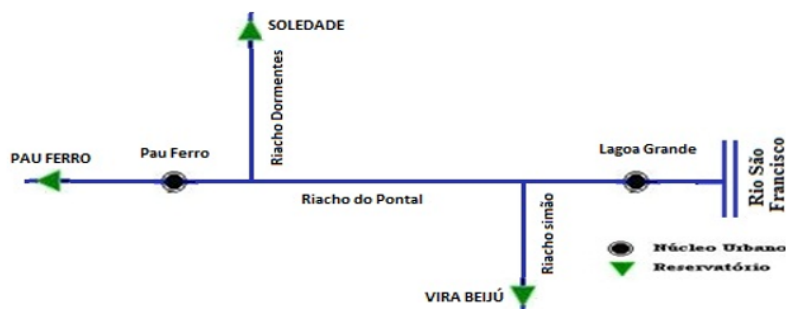 SOLEDADE
Riacho Dormentes
PAU FERRO
Pau Ferro
Lagoa Grande
Rio São
Francisco
Riacho do Pontal
Riacho simão
Núcleo Urbano
Reservatório
VIRA BEIJÚ